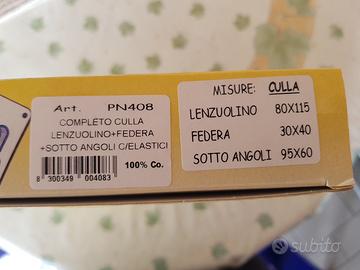 Art. PN408
COMPLETO CULLA
LENZUOLINO+FEDERA
+SOTTO ANGOLI C/ELASTICI
100% Co.
8 300349 004083
MISURE: CULLA
LENZUOLINO 80X115
FEDERA 30X40
SOTTO ANGOLI 95X60
subito